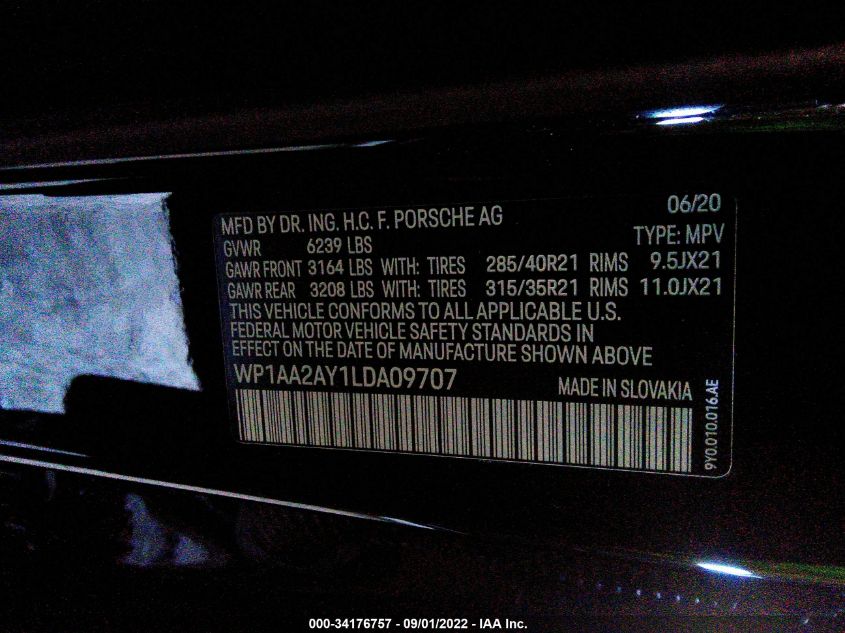 06/20
MFD BY DR. ING. H.C. F. PORSCHE AG
TYPE: MPV
GVWR 6239 LBS
GAWR FRONT 3164 LBS WITH: TIRES 285/40R21 RIMS 9.5JX21
GAWR REAR 3208 LBS WITH: TIRES 315/35R21 RIMS 11.0JX21
THIS VEHICLE CONFORMS TO ALL APPLICABLE U.S.
FEDERAL MOTOR VEHICLE SAFETY STANDARDS IN
EFFECT ON THE DATE OF MANUFACTURE SHOWN ABOVE
WP1AA2AY1LDA09707 MADE IN SLOVAKIA
9Y0.010.016.AE
000-34176757 - 09/01/2022 - IAA Inc.